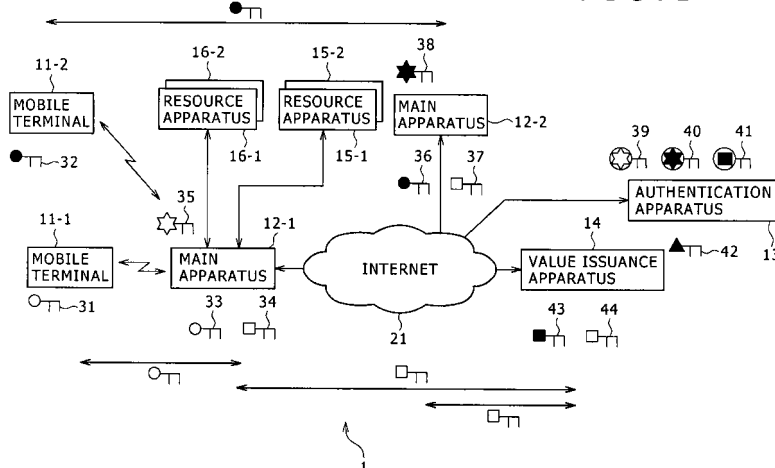 38
16-2
15-2
11-2
RESOURCE
APPARATUS
RESOURCE
APPARATUS
MAIN
APPARATUS
MOBILE
TERMINAL
12-2
39
40
41
16-1
15-1
32
36
37
35
AUTHENTICATION
APPARATUS
11-1
12-1
14
42
13
MOBILE
TERMINAL
MAIN
APPARATUS
INTERNET
VALUE ISSUANCE
APPARATUS
31
33
34
43
44
21
1